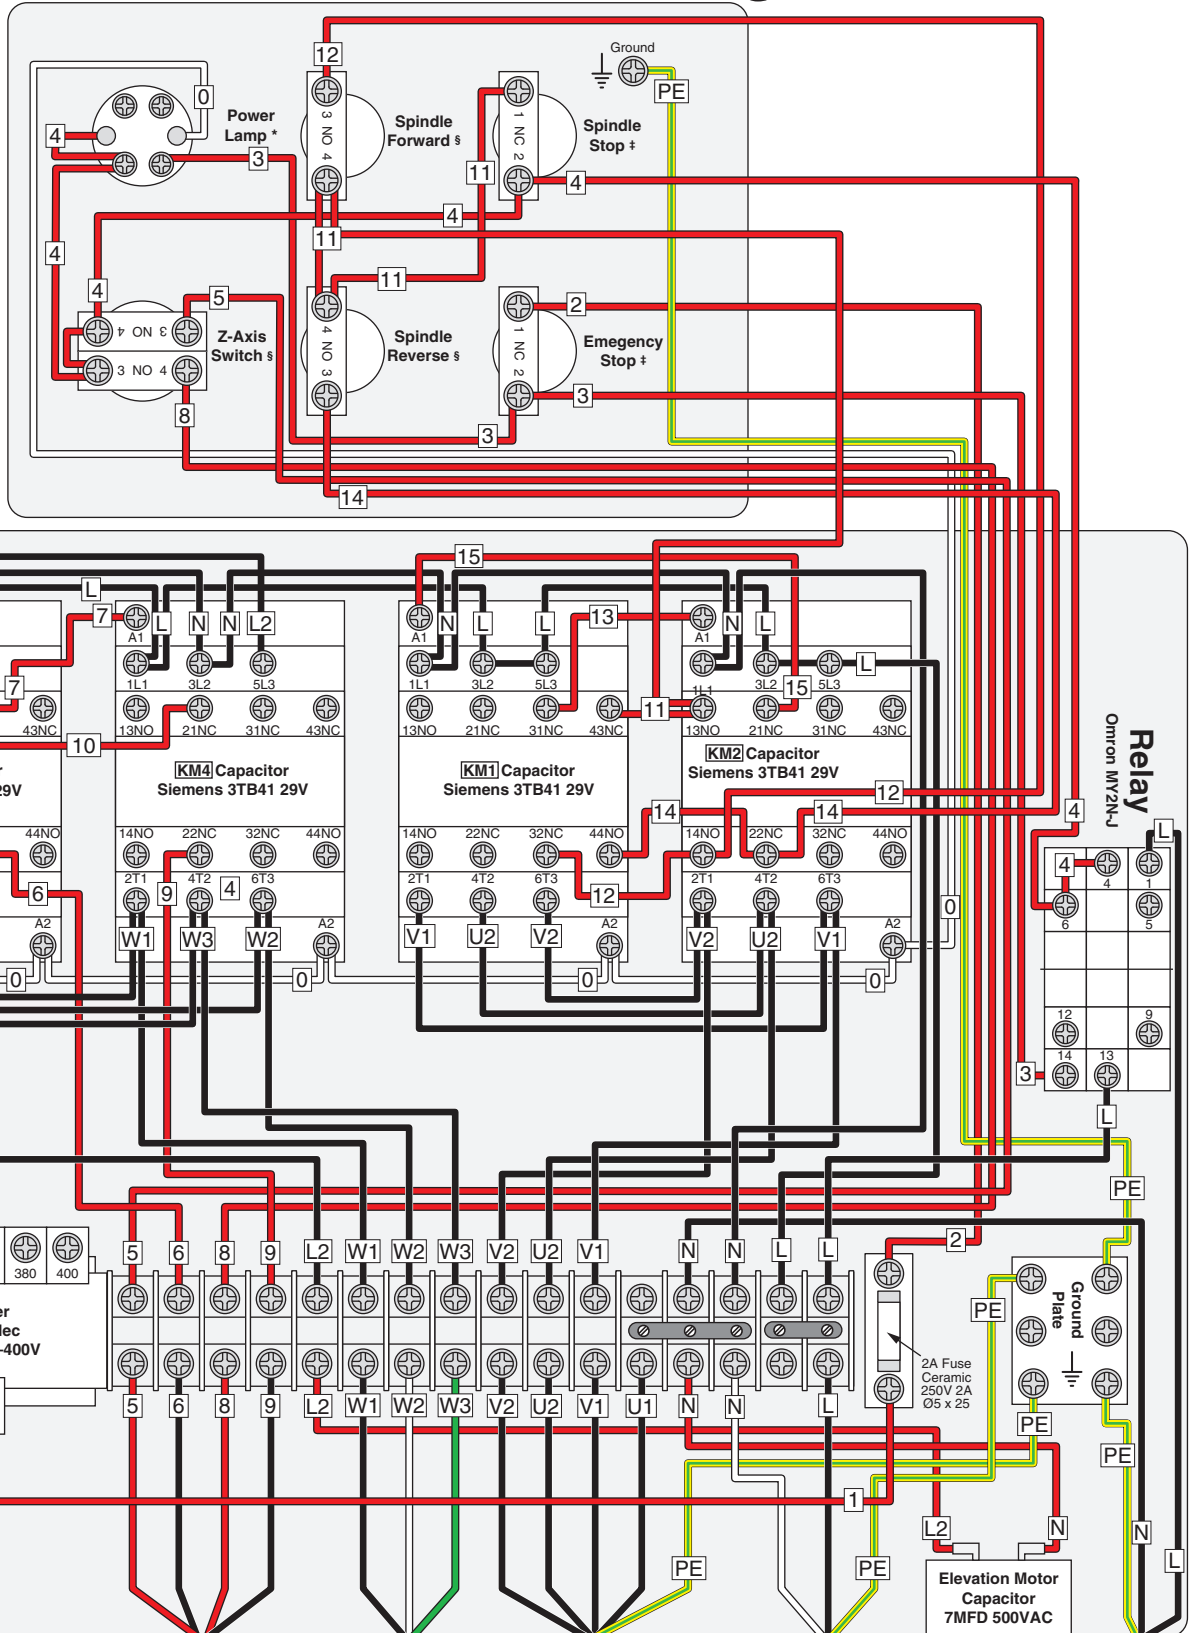 12
Ground
PE
0
Power
Lamp *
4
3
3 NO 4
Spindle
Forward §
1 NC 2
Spindle
Stop ‡
11
4
4
11
4
4
11
5
3 NO 4
3 NO 4
Z-Axis
Switch §
8
4 NO 3
Spindle
Reverse §
1 NC 2
Emegency
Stop ‡
2
3
3
14
15
L
7
A1
L
N
N
L2
A1
N
L
L
13
A1
N
L
1L1
3L2
5L3
1L1
3L2
5L3
1L1
3L2
5L3
L
7
15
11
43NC
13NO
21NC
31NC
43NC
13NO
21NC
31NC
43NC
13NO
21NC
31NC
43NC
10
r
29V
KM4 Capacitor
Siemens 3TB41 29V
KM1 Capacitor
Siemens 3TB41 29V
KM2 Capacitor
Siemens 3TB41 29V
Relay
Omron MY2N-J
12
14
14
4
L
44NO
14NO
22NC
32NC
44NO
14NO
22NC
32NC
44NO
14NO
22NC
32NC
44NO
4
4
1
6
5
12
9
14
13
3
L
2T1
4T2
6T3
2T1
4T2
6T3
2T1
4T2
6T3
6
9
4
12
0
A2
W1
W3
W2
A2
V1
U2
V2
A2
V2
U2
V1
A2
0
0
0
0
PE
380
400
er
lec
-400V
5
6
8
9
L2
W1
W2
W3
V2
U2
V1
N
N
L
L
2
PE
Ground
Plate
2A Fuse
Ceramic
250V 2A
Ø5 x 25
5
6
8
9
L2
W1
W2
W3
V2
U2
V1
U1
N
N
L
PE
PE
1
L2
N
N
L
PE
PE
Elevation Motor
Capacitor
7MFD 500VAC